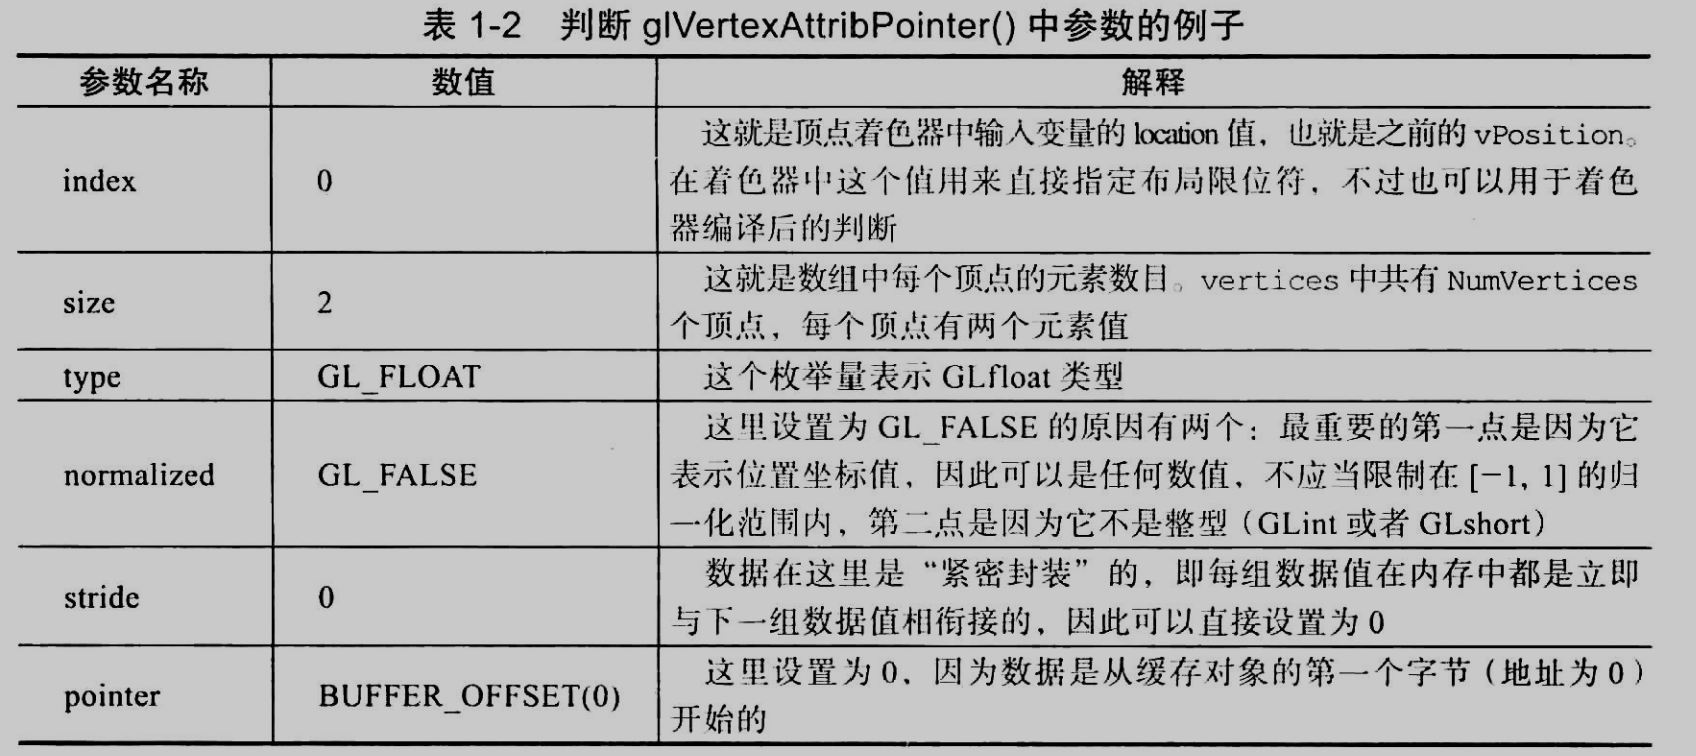 表 1-2 判断 glVertexAttribPointer() 中参数的例子
参数名称 数值 解释
index 0 这就是顶点着色器中输入变量的 location 值，也就是之前的 vPosition。
在着色器中这个值用来直接指定布局限位符，不过也可以用于着色
器编译后的判断
size 2 这就是数组中每个顶点的元素数目。vertices 中共有 NumVertices
个顶点，每个顶点有两个元素值
type GL_FLOAT 这个枚举量表示 GLfloat 类型
normalized GL_FALSE 这里设置为 GL_FALSE 的原因有两个：最重要的第一点是因为它
表示位置坐标值，因此可以是任何数值，不应当限制在 [−1, 1] 的归
一化范围内，第二点是因为它不是整型（GLint 或者 GLshort）
stride 0 数据在这里是“紧密封装”的，即每组数据值在内存中都是立即
与下一组数据值相衔接的，因此可以直接设置为 0
pointer BUFFER_OFFSET(0) 这里设置为 0，因为数据是从缓存对象的第一个字节（地址为 0）
开始的